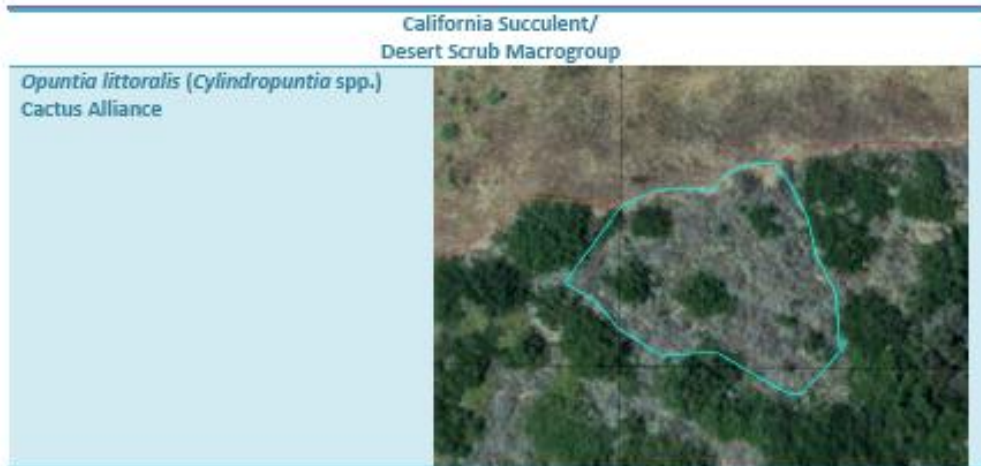 California Succulent/
Desert Scrub Macrogroup
Opuntia littoralis (Cylindropuntia spp.)
Cactus Alliance